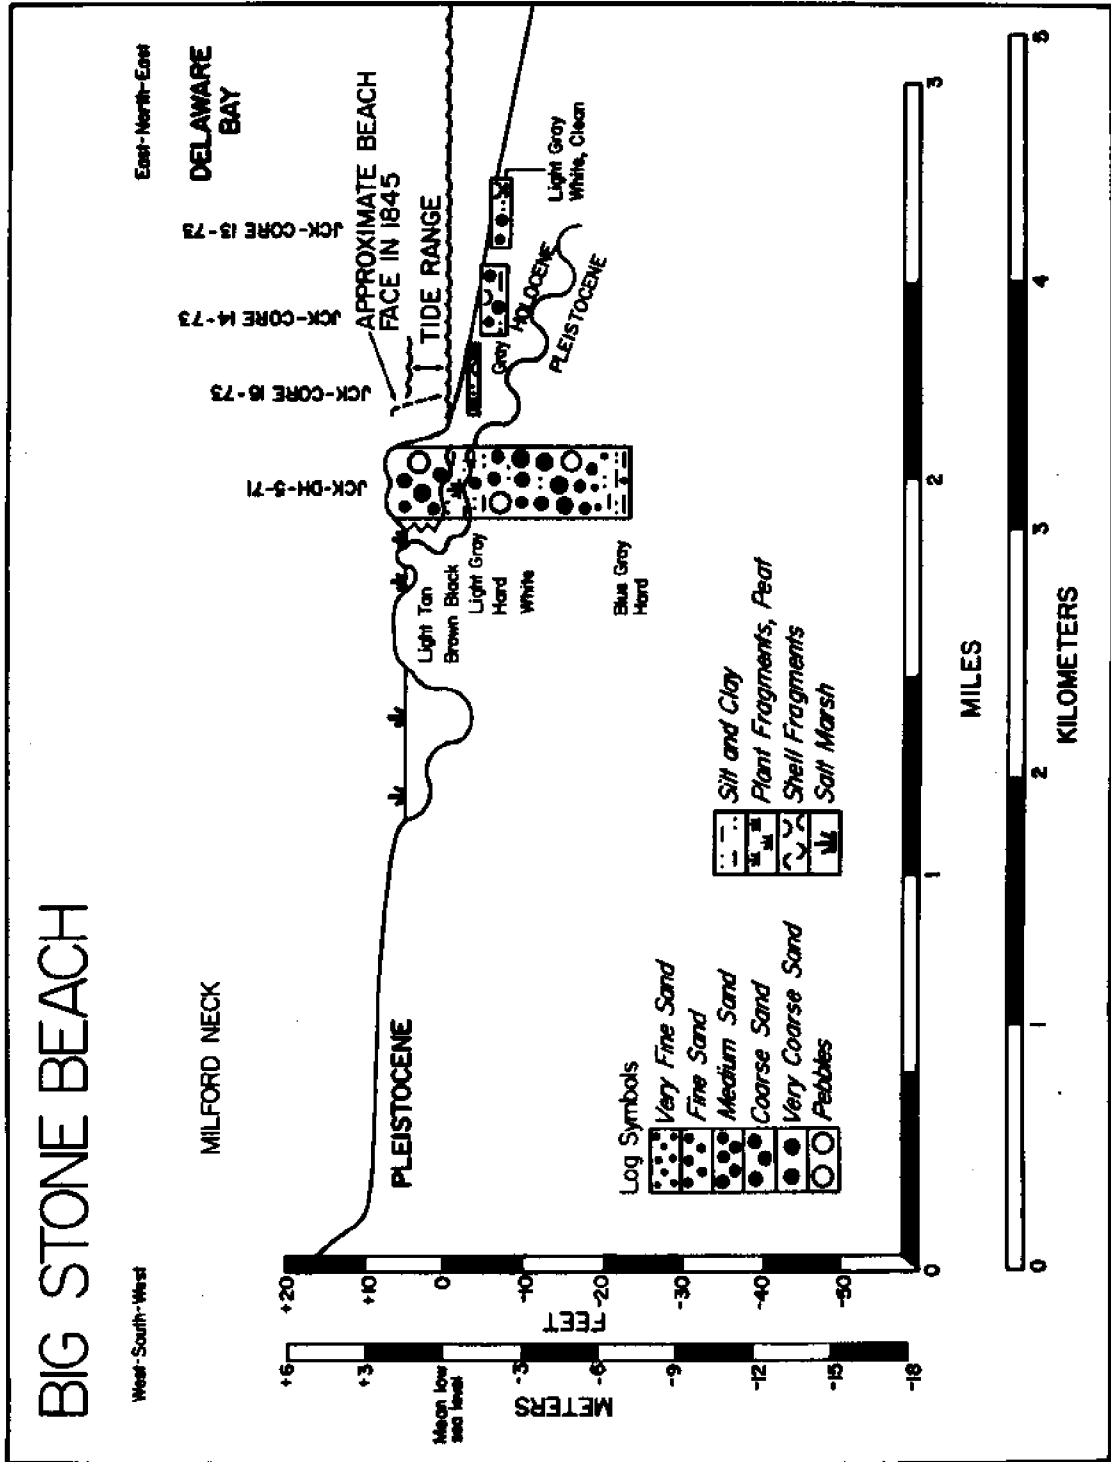 BIG STONE BEACH
West-South-West
East-North-East
MILFORD NECK
DELAWARE
BAY
JCK-DH-5-71
JCK-CORE 15-73
JCK-CORE 14-73
JCK-CORE 13-73
APPROXIMATE BEACH
FACE IN 1845
TIDE RANGE
PLEISTOCENE
HOLOCENE
PLEISTOCENE
Light Tan
Brown Black
Light Gray
Hard
White
Blue Gray
Hard
Gray
Light Gray
White, Clean
Log Symbols
Very Fine Sand
Fine Sand
Medium Sand
Coarse Sand
Very Coarse Sand
Pebbles
Silt and Clay
Plant Fragments, Peat
Shell Fragments
Salt Marsh
METERS
+6
+3
Mean low
sea level
-3
-6
-9
-12
-15
-18
FEET
+20
+10
0
-10
-20
-30
-40
-50
0 1 2 3
MILES
0 1 2 3 4 5
KILOMETERS